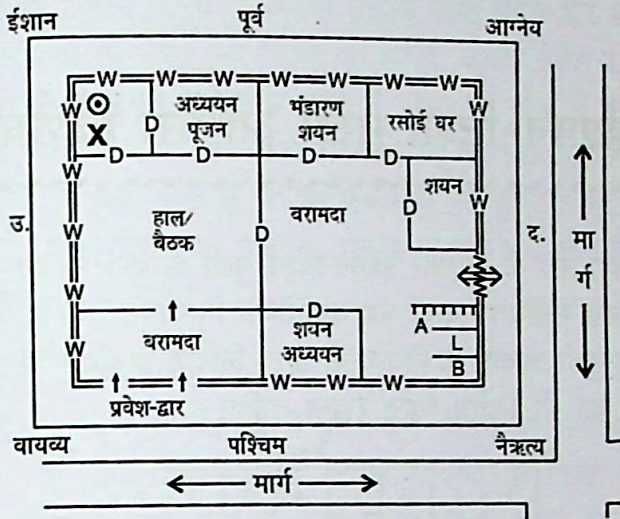 ईशान पूर्व आग्नेय
W W W W W W W
W अध्ययन भंडारण रसोई घर W
X D पूजन शयन
D D D D
W शयन
उ. W हाल/ बरामदा D W द. मार्ग
बैठक D
W
D
A
W बरामदा शयन L
अध्ययन B
W W W
प्रवेश-द्वार
वायव्य पश्चिम नैऋत्य
मार्ग